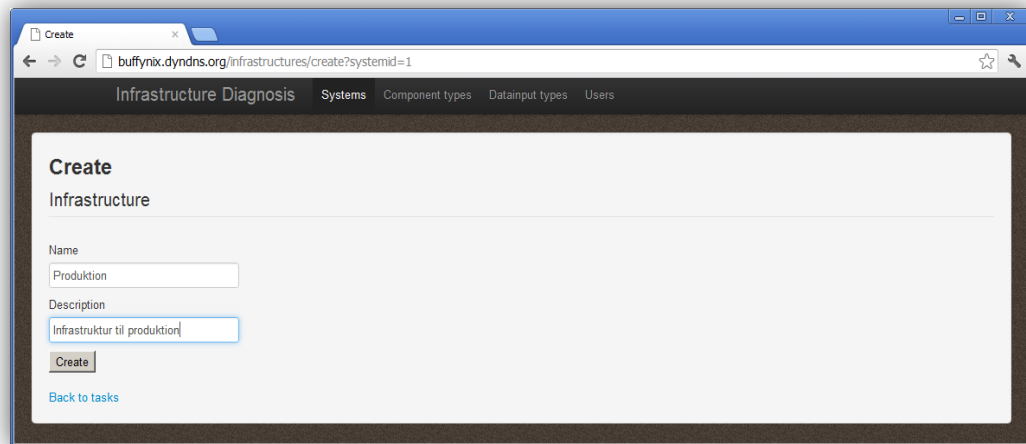 Create
buffynix.dyndns.org/infrastructures/create?systemid=1
Infrastructure Diagnosis Systems Component types Datainput types Users
Create
Infrastructure
Name
Produktion
Description
Infrastruktur til produktion
Create
Back to tasks